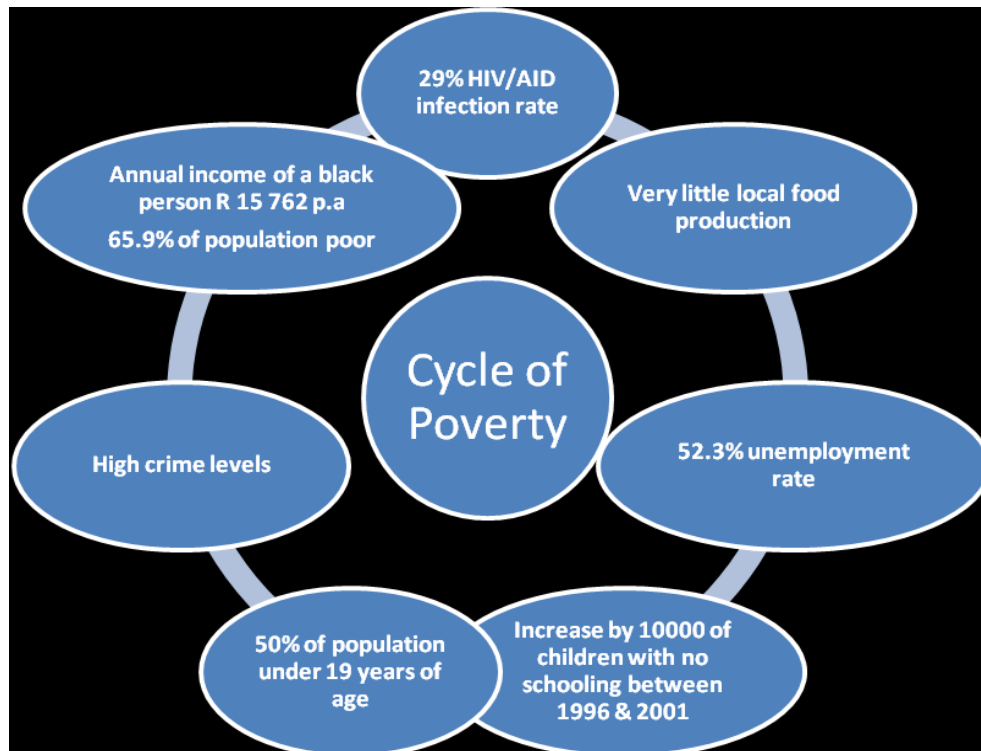 29% HIV/AID
infection rate
Very little local food
production
52.3% unemployment
rate
Increase by 10000 of
children with no
schooling between
1996 & 2001
50% of population
under 19 years of
age
High crime levels
Annual income of a black
person R 15 762 p.a
65.9% of population poor
Cycle of
Poverty